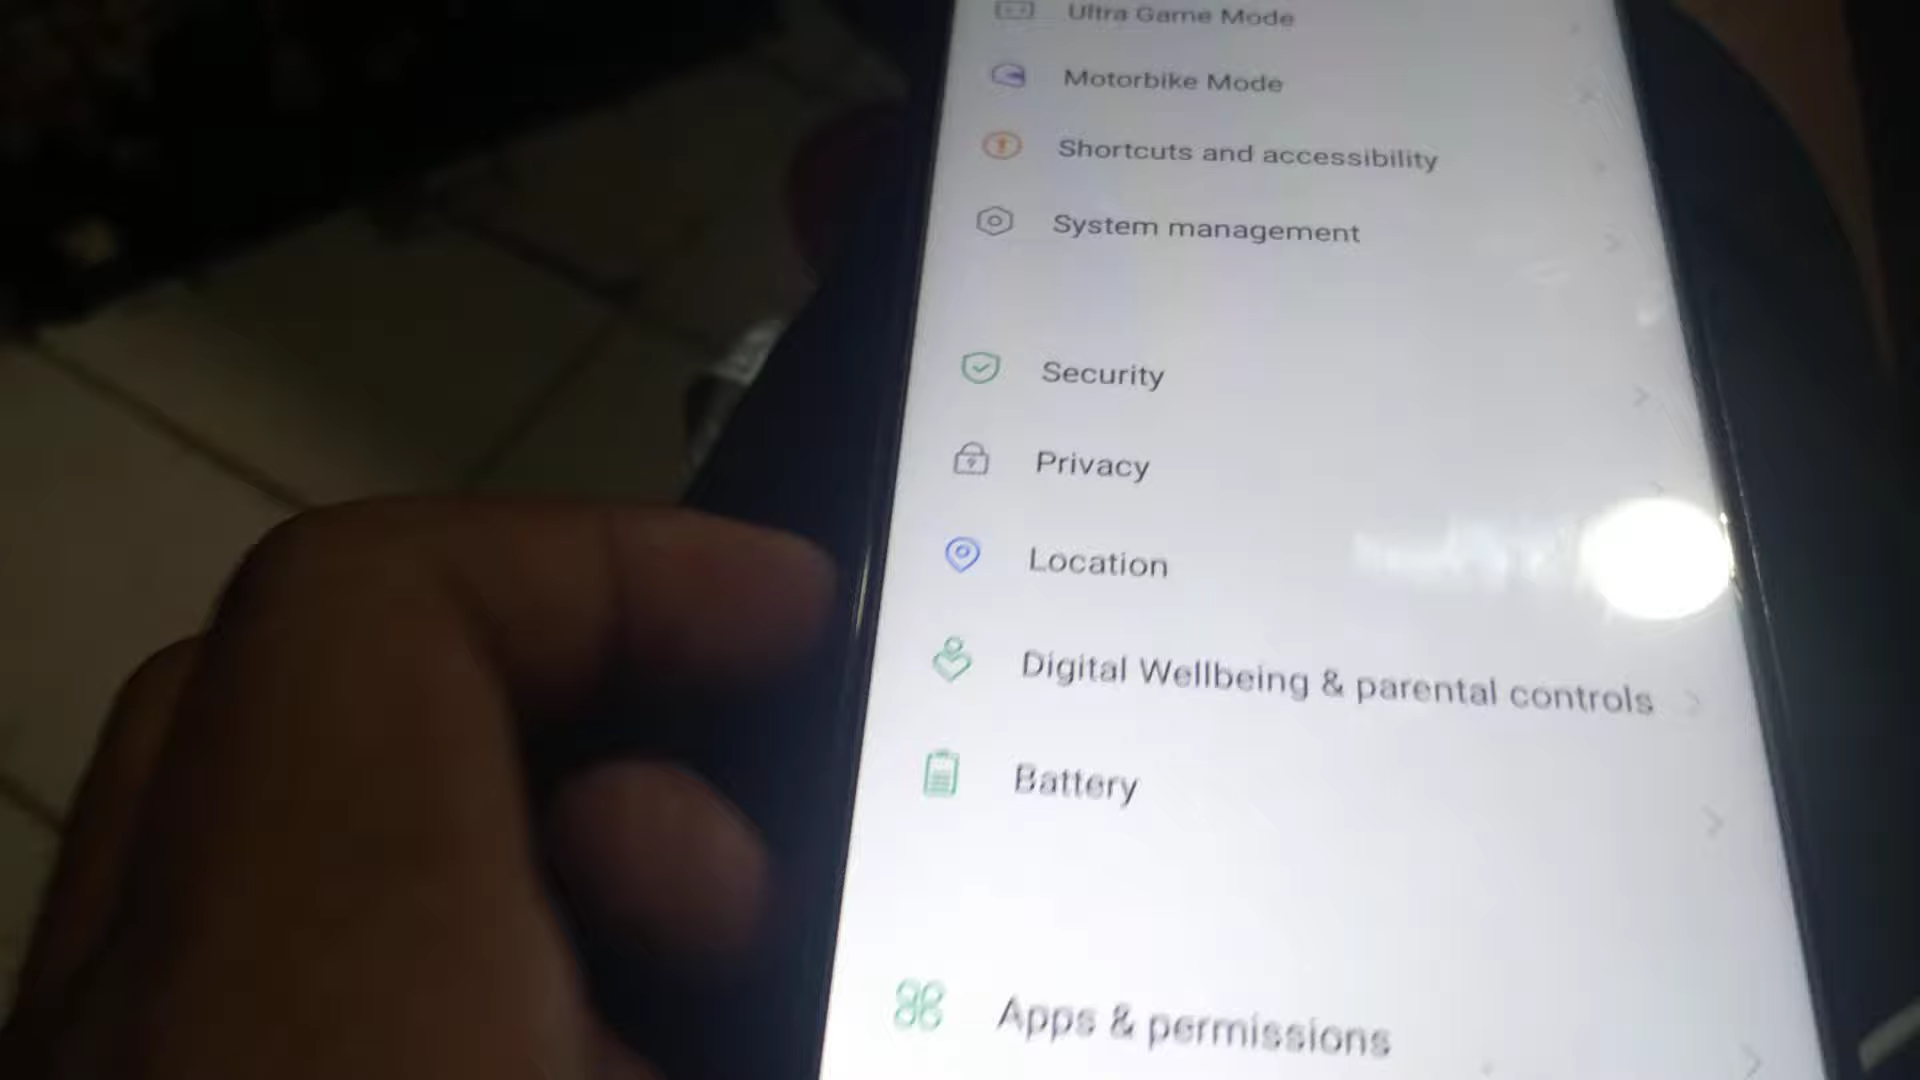 Ultra Game Mode
Motorbike Mode
Shortcuts and accessibility
System management
Security
Privacy
Location
Digital Wellbeing & parental controls
Battery
Apps & permissions